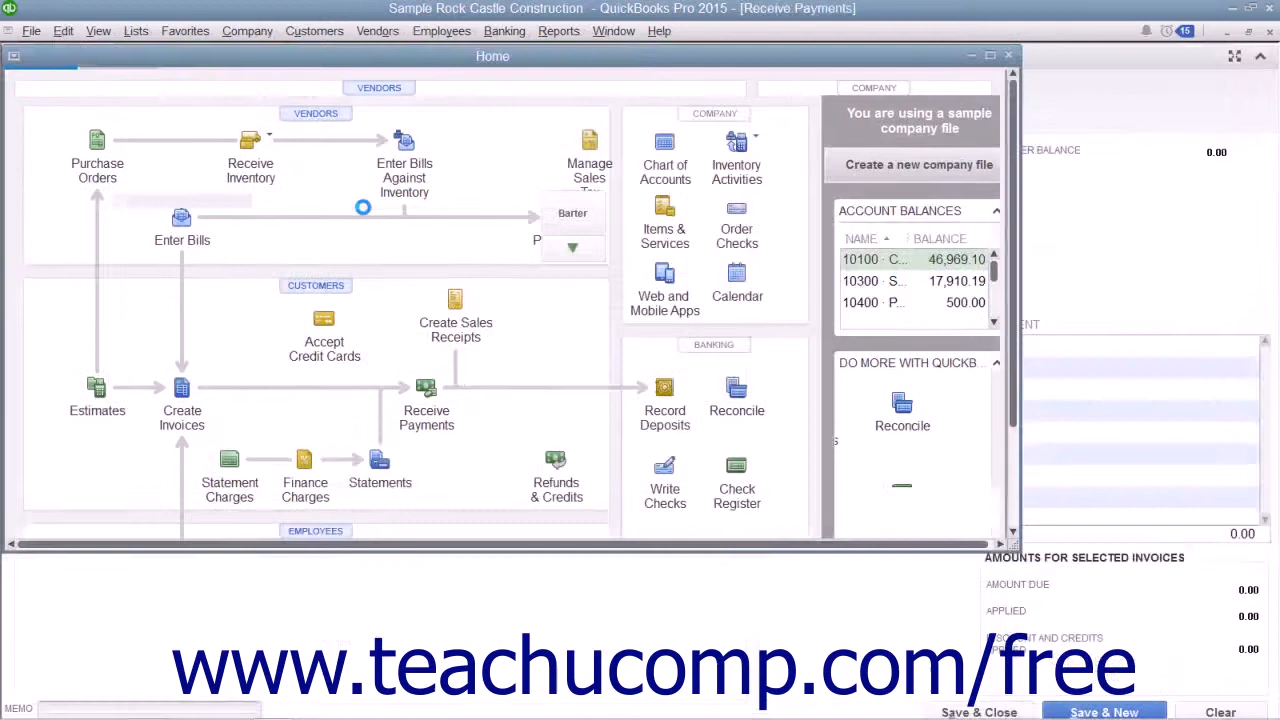 Sample Rock Castle Construction - QuickBooks Pro 2015 - [Receive Payments]
File Edit View Lists Favorites Company Customers Vendors Employees Banking Reports Window Help
15
Home
VENDORS
COMPANY
VENDORS
Purchase Orders
Receive Inventory
Enter Bills Against Inventory
Manage Sales
Enter Bills
P
Barter
COMPANY
Chart of Accounts
Inventory Activities
Items & Services
Order Checks
Web and Mobile Apps
Calendar
CUSTOMERS
Create Sales Receipts
Accept Credit Cards
Estimates
Create Invoices
Receive Payments
Statement Charges
Finance Charges
Statements
Refunds & Credits
EMPLOYEES
BANKING
Record Deposits
Reconcile
Write Checks
Check Register
You are using a sample company file
Create a new company file
ACCOUNT BALANCES
NAME BALANCE
10100 · C... 46,969.10
10300 · S... 17,910.19
10400 · P... 500.00
DO MORE WITH QUICKB...
Reconcile
s
ER BALANCE 0.00
ENT
0.00
AMOUNTS FOR SELECTED INVOICES
AMOUNT DUE 0.00
APPLIED 0.00
DISCOUNT AND CREDITS
0.00
www.teachucomp.com/free
MEMO
Save & Close Save & New Clear